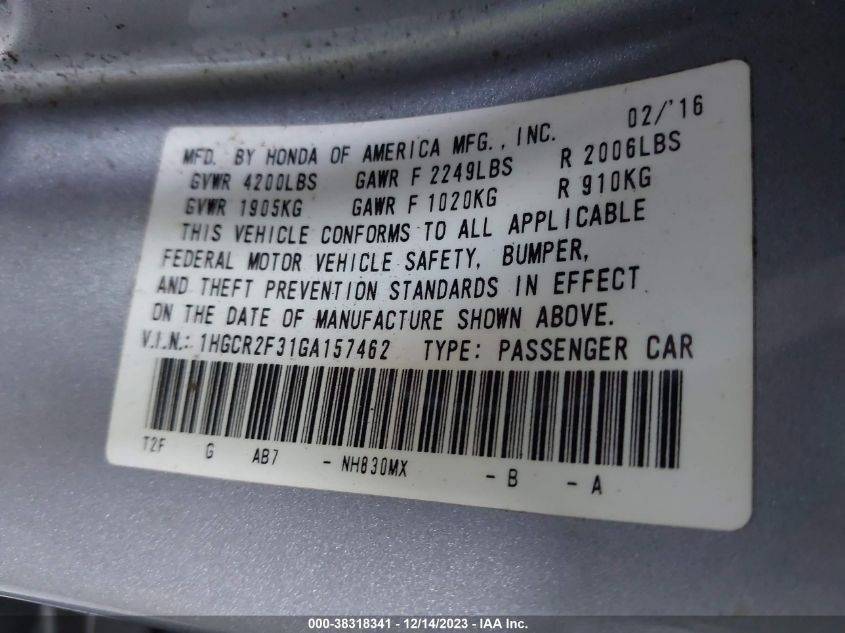 02/'16
MFD. BY HONDA OF AMERICA MFG., INC.
GVWR 4200LBS GAWR F 2249LBS R 2006LBS
GVWR 1905KG GAWR F 1020KG R 910KG
THIS VEHICLE CONFORMS TO ALL APPLICABLE
FEDERAL MOTOR VEHICLE SAFETY, BUMPER,
AND THEFT PREVENTION STANDARDS IN EFFECT
ON THE DATE OF MANUFACTURE SHOWN ABOVE.
V.I.N.: 1HGCR2F31GA157462 TYPE: PASSENGER CAR
T2F G AB7 - NH830MX - B - A
000-38318341 - 12/14/2023 - IAA Inc.